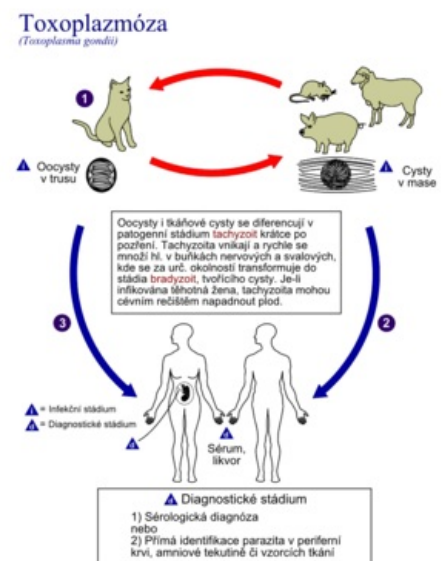 Toxoplazmóza
(Toxoplasma gondii)
1
i Oocysty
v trusu
i Cysty
v mase
Oocysty i tkáňové cysty se diferencují v
patogenní stádium tachyzoit krátce po
pozření. Tachyzoita vnikají a rychle se
množí hl. v buňkách nervových a svalových,
kde se za urč. okolností transformuje do
stádia bradyzoit, tvořícího cysty. Je-li
infikována těhotná žena, tachyzoita mohou
cévním rečištěm napadnout plod.
3
2
i = Infekční stádium
d = Diagnostické stádium
d
d
Sérum,
likvor
d Diagnostické stádium
1) Sérologická diagnóza
nebo
2) Přímá identifikace parazita v periferní
krvi, amniové tekutině či vzorcích tkání